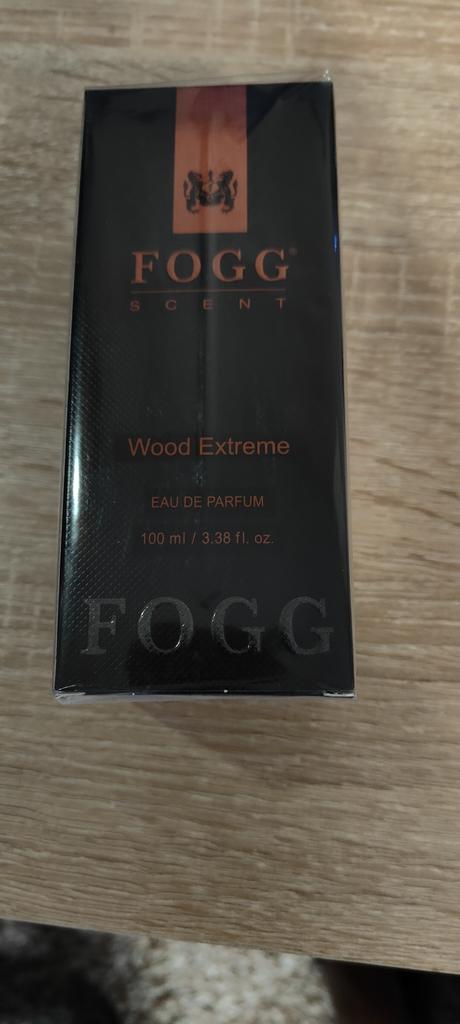 FOGG®
SCENT
Wood Extreme
EAU DE PARFUM
100 ml / 3.38 fl. oz.
FOGG